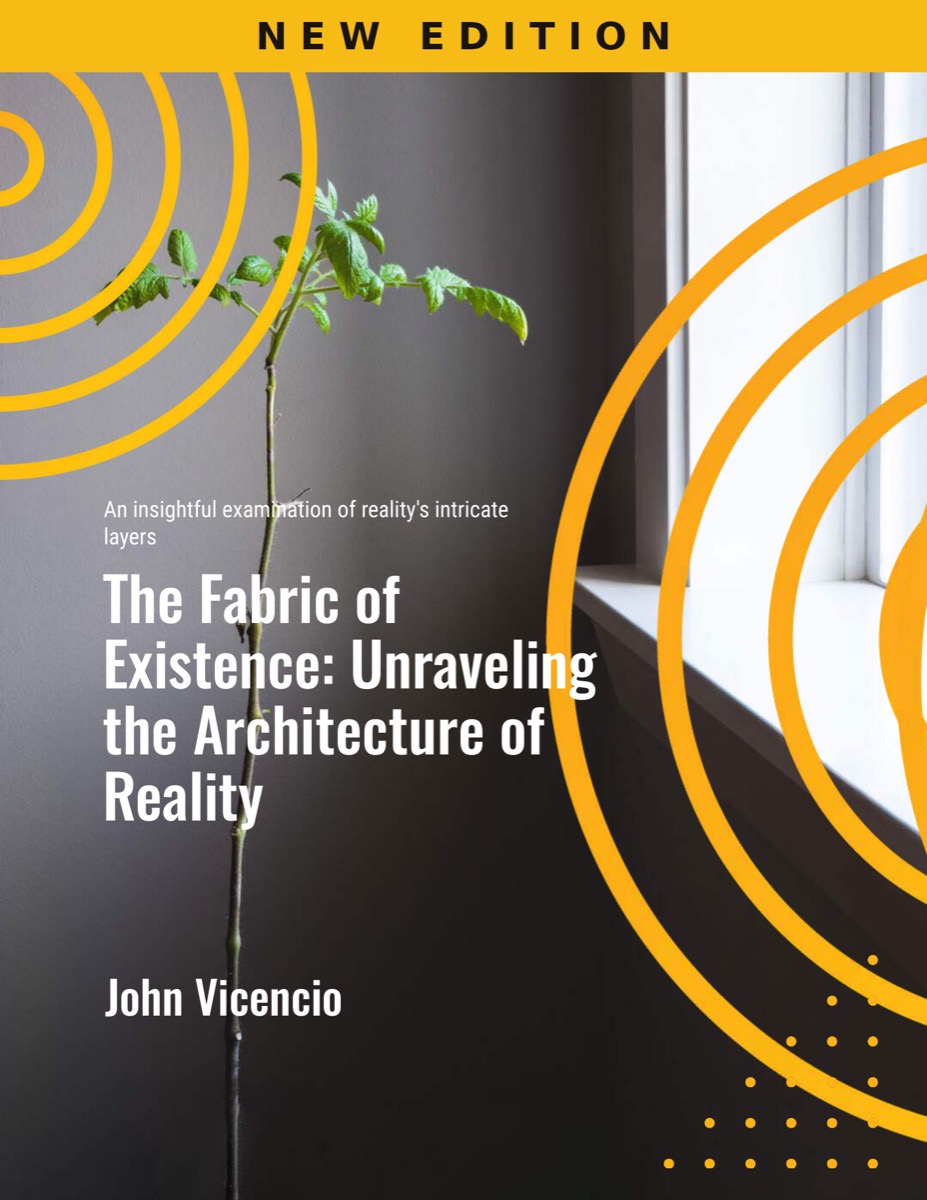 NEW EDITION
An insightful examination of reality's intricate
layers
The Fabric of
Existence: Unraveling
the Architecture of
Reality
John Vicencio